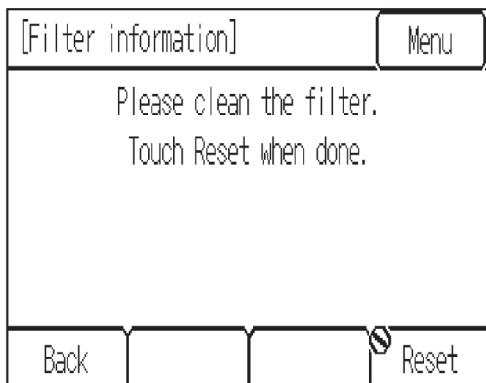 [Filter information]
Menu
Please clean the filter.
Touch Reset when done.
Back
Reset